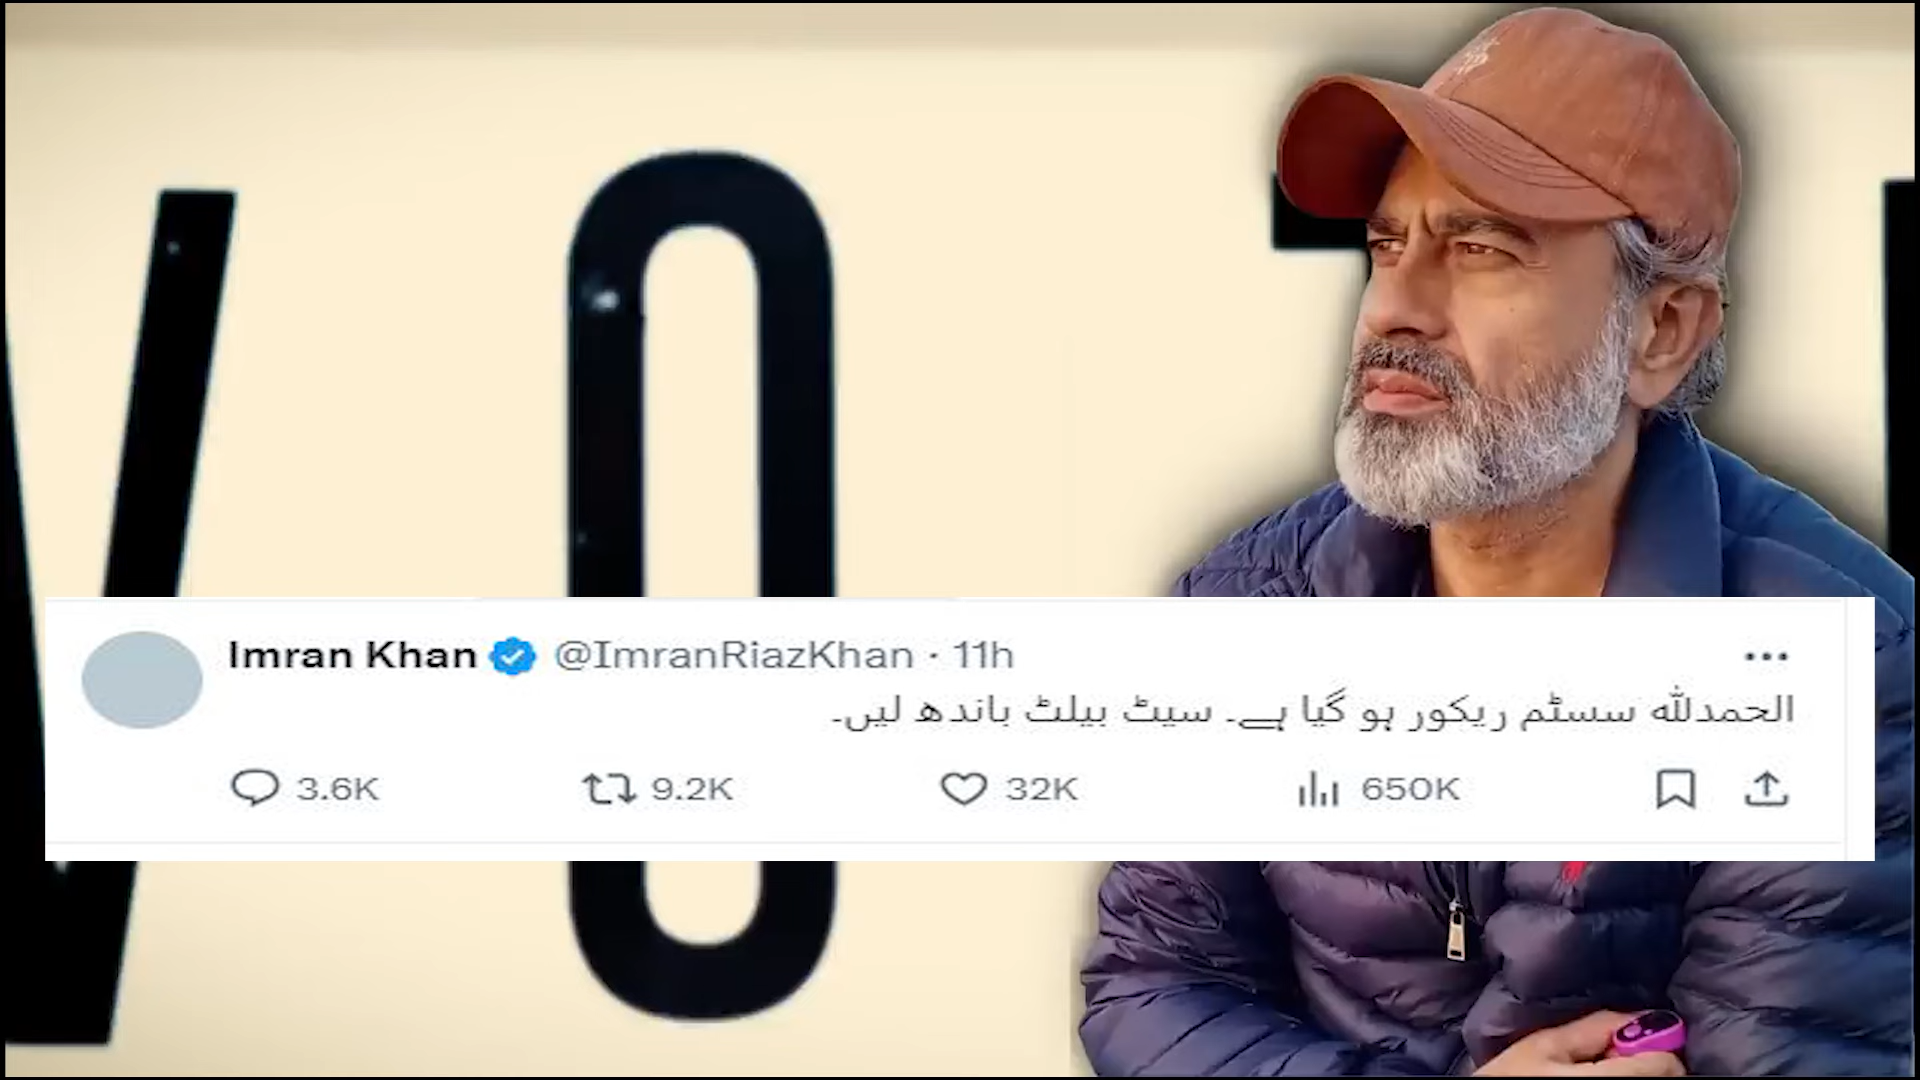 V O T
Imran Khan @ImranRiazKhan · 11h
الحمدللہ سسٹم ریکور ہو گیا ہے۔ سیٹ بیلٹ باندھ لیں۔
3.6K 9.2K 32K 650K